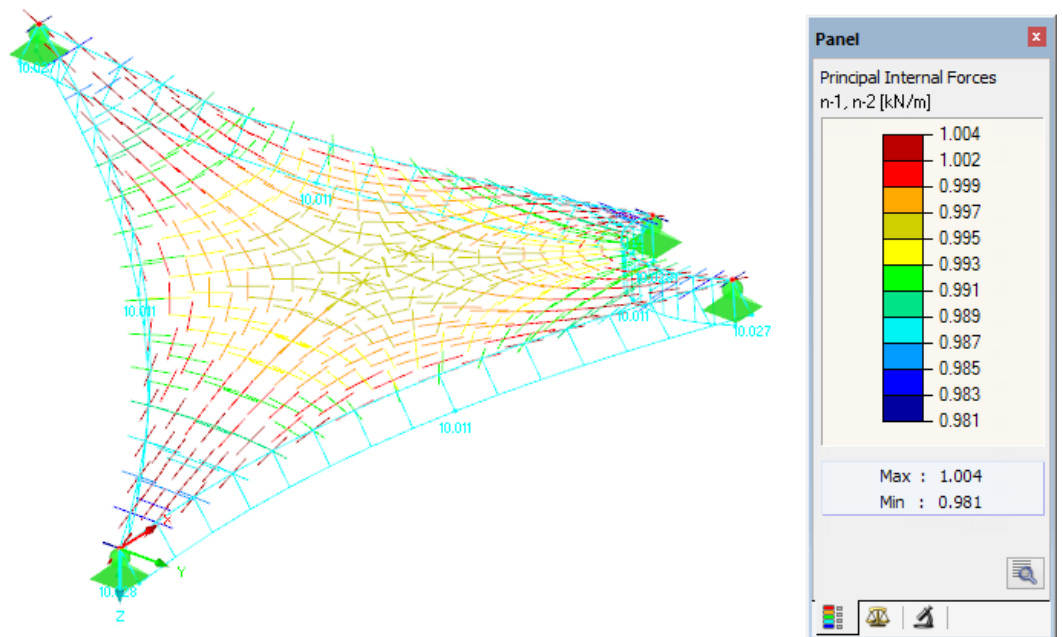 Panel
x
Principal Internal Forces
n-1, n-2 [kN/m]
1.004
1.002
0.999
0.997
0.995
0.993
0.991
0.989
0.987
0.985
0.983
0.981
Max : 1.004
Min : 0.981
10.027
10.011
10.011
10.011
10.027
10.011
X
Y
10.028
Z